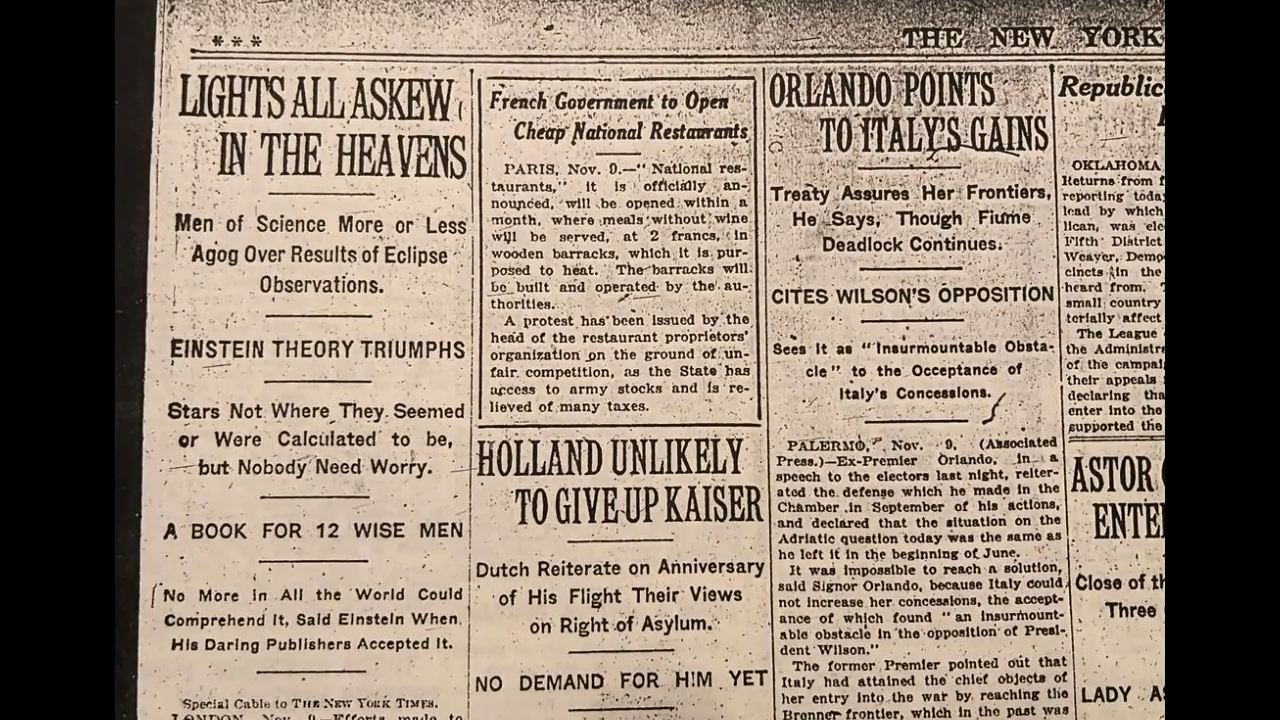 ***
THE NEW YORK
LIGHTS ALL ASKEW
IN THE HEAVENS
Men of Science More or Less
Agog Over Results of Eclipse
Observations.
EINSTEIN THEORY TRIUMPHS
Stars Not Where They Seemed
or Were Calculated to be,
but Nobody Need Worry.
A BOOK FOR 12 WISE MEN
No More in All the World Could
Comprehend It, Said Einstein When
His Daring Publishers Accepted It.
Special Cable to THE NEW YORK TIMES.
LONDON, Nov. 9.—Efforts made to
French Government to Open
Cheap National Restaurants
PARIS, Nov. 9.—" National res-
taurants," it is officially an-
nounced, will be opened within a
month, where meals without wine
will be served, at 2 francs, in
wooden barracks, which it is pur-
posed to heat. The barracks will
be built and operated by the au-
thorities.
A protest has been issued by the
head of the restaurant proprietors'
organization on the ground of un-
fair competition, as the State has
access to army stocks and is re-
lieved of many taxes.
HOLLAND UNLIKELY
TO GIVE UP KAISER
Dutch Reiterate on Anniversary
of His Flight Their Views
on Right of Asylum.
NO DEMAND FOR HIM YET
ORLANDO POINTS
TO ITALY'S GAINS
Treaty Assures Her Frontiers,
He Says, Though Fiume
Deadlock Continues.
CITES WILSON'S OPPOSITION
Sees It as "Insurmountable Obsta-
cle" to the Occeptance of
Italy's Concessions.
PALERMO, Nov. 9, (Associated
Press.)—Ex-Premier Orlando, in a
speech to the electors last night, reiter-
ated the defense which he made in the
Chamber in September of his actions,
and declared that the situation on the
Adriatic question today was the same as
he left it in the beginning of June.
It was impossible to reach a solution,
said Signor Orlando, because Italy could
not increase her concessions, the accept-
ance of which found "an insurmount-
able obstacle in the opposition of Presi-
dent Wilson."
The former Premier pointed out that
Italy had attained the chief objects of
her entry into the war by reaching the
Brenner frontier, which in the past was
Republic
OKLAHOMA
Returns from
reporting toda
lead by which
lican, was ele
Fifth District
Weaver, Demo
cincts in the
heard from.
small country
terially affect
The League
the Administr
of the campai
their appeals
declaring tha
enter into the
supported the
ASTOR
ENTE
Close of th
Three
LADY AS